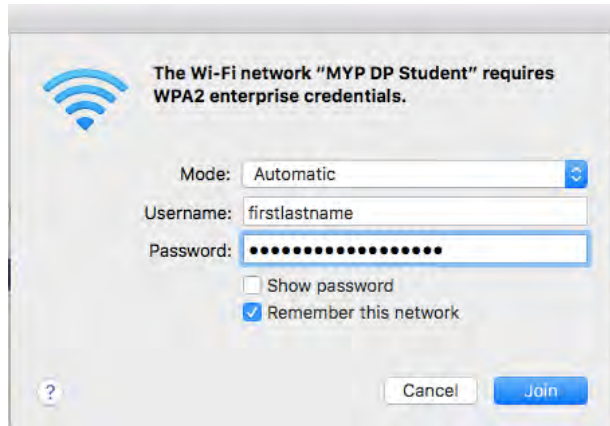 The Wi-Fi network “MYP DP Student” requires
WPA2 enterprise credentials.
Mode: Automatic
Username: firstlastname
Password: ••••••••••••••••••
Show password
Remember this network
? Cancel Join